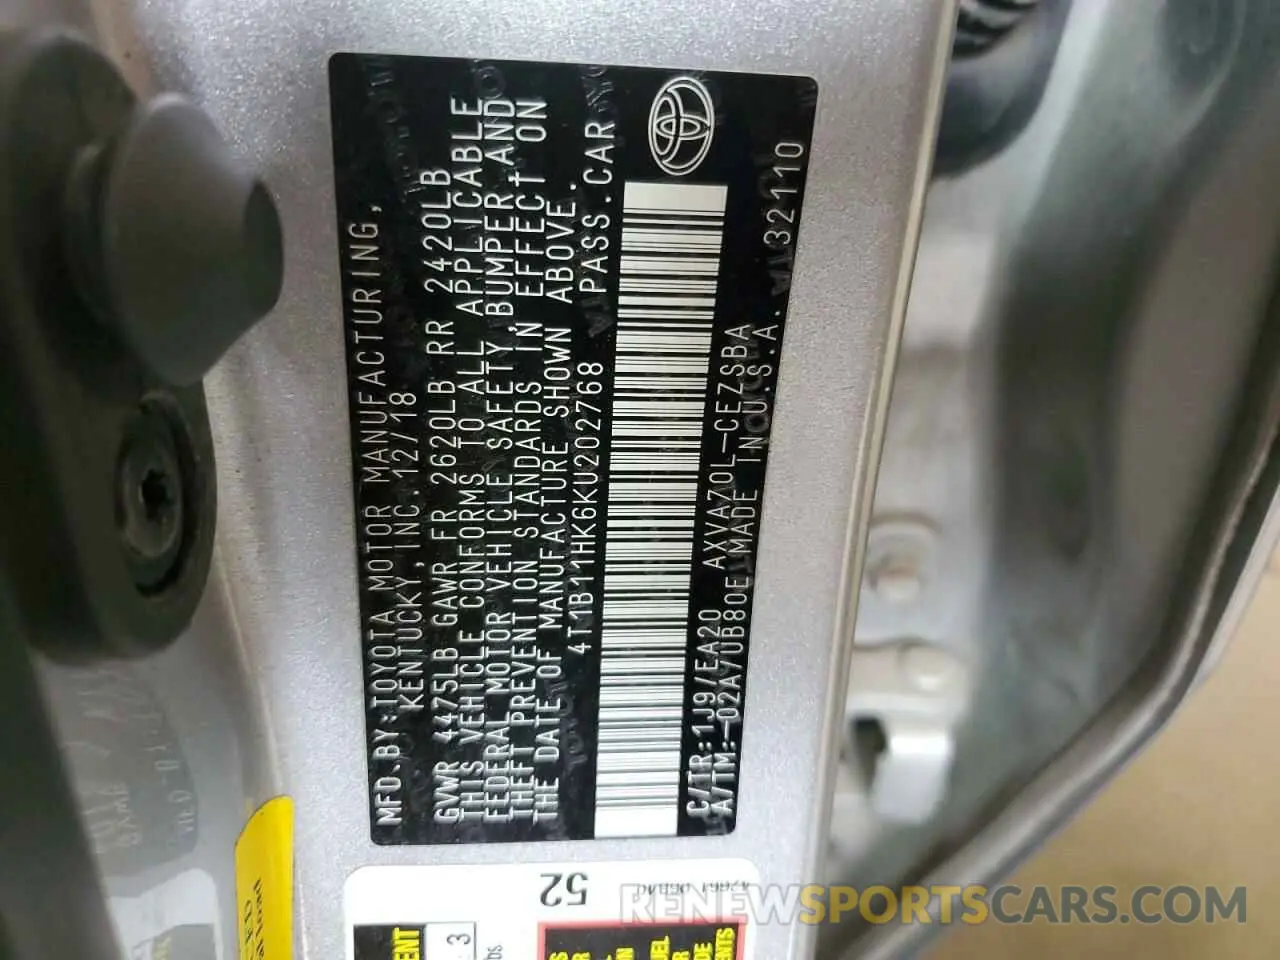 MFD.BY:TOYOTA MOTOR MANUFACTURING,
KENTUCKY, INC. 12/18
GVWR 4475LB GAWR FR 2620LB RR 2420LB
THIS VEHICLE CONFORMS TO ALL APPLICABLE
FEDERAL MOTOR VEHICLE SAFETY, BUMPER, AND
THEFT PREVENTION STANDARDS IN EFFECT ON
THE DATE OF MANUFACTURE SHOWN ABOVE.
4T1B11HK6KU202768 PASS.CAR
C/TR:1J9/EA20 AXVA70L-CEZSBA
A/TM:-02A/UB80E MADE IN U.S.A. 32110
52
3
RENEWSPORTSCARS.COM